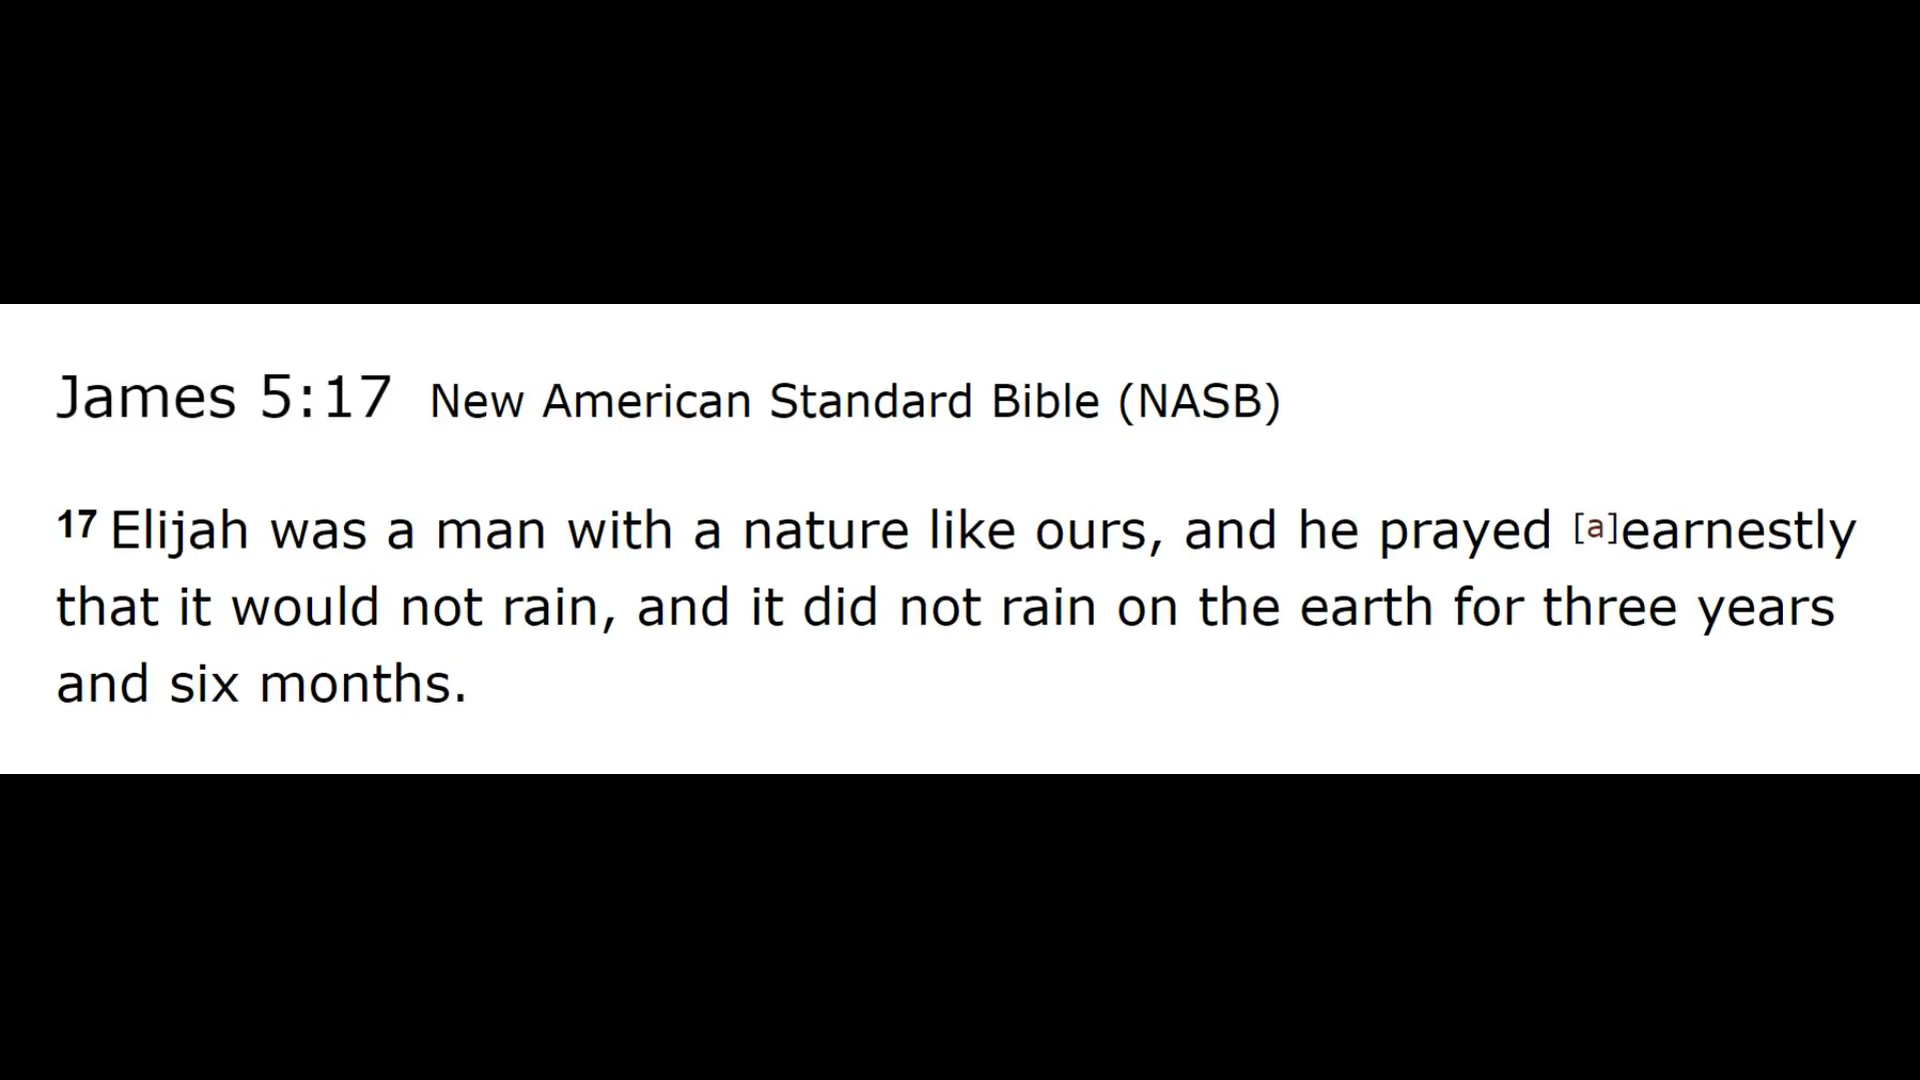 James 5:17 New American Standard Bible (NASB)
17 Elijah was a man with a nature like ours, and he prayed [a]earnestly
that it would not rain, and it did not rain on the earth for three years
and six months.